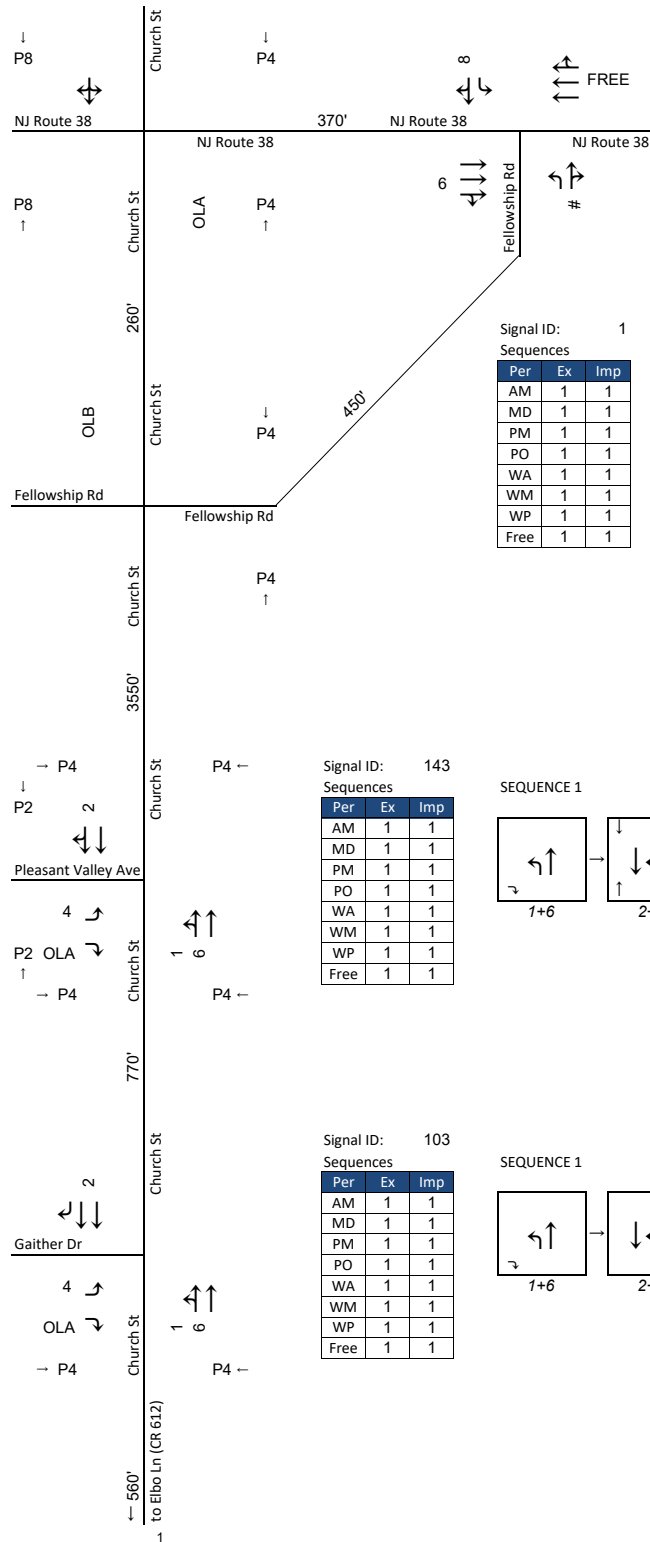 ↓ P8
Church St
↓ P4
8
FREE
NJ Route 38
370'
NJ Route 38
NJ Route 38
NJ Route 38
6
Fellowship Rd
#
P8 ↑
Church St
OLA
P4 ↑
260'
Signal ID: 1
Sequences
Per Ex Imp
AM 1 1
MD 1 1
PM 1 1
PO 1 1
WA 1 1
WM 1 1
WP 1 1
Free 1 1
450'
OLB
Church St
↓ P4
Fellowship Rd
Fellowship Rd
Church St
P4 ↑
3550'
→ P4
Church St
P4 ←
↓ P2
2
Pleasant Valley Ave
4
P2 OLA
↑
→ P4
Church St
1 6
P4 ←
Signal ID: 143
Sequences
Per Ex Imp
AM 1 1
MD 1 1
PM 1 1
PO 1 1
WA 1 1
WM 1 1
WP 1 1
Free 1 1
SEQUENCE 1
1+6
770'
Church St
2
Gaither Dr
4
OLA
→ P4
Church St
1 6
P4 ←
Signal ID: 103
Sequences
Per Ex Imp
AM 1 1
MD 1 1
PM 1 1
PO 1 1
WA 1 1
WM 1 1
WP 1 1
Free 1 1
SEQUENCE 1
1+6
← 560'
to Elbo Ln (CR 612)
1